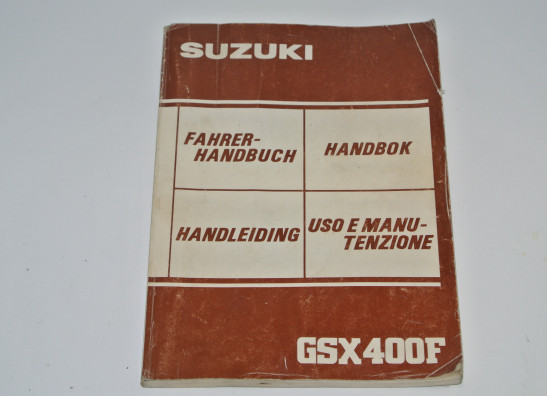 SUZUKI
FAHRER-
HANDBUCH
HANDBOK
HANDLEIDING
USO E MANU-
TENZIONE
GSX400F